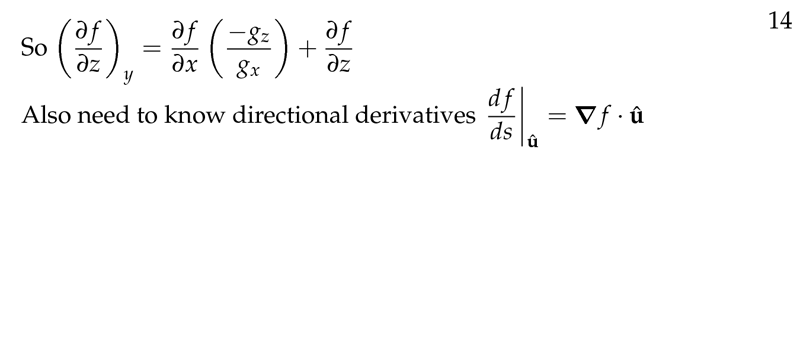 14
So (∂f/∂z)_y = ∂f/∂x (−g_z/g_x) + ∂f/∂z
Also need to know directional derivatives df/ds|_û = ∇f · û